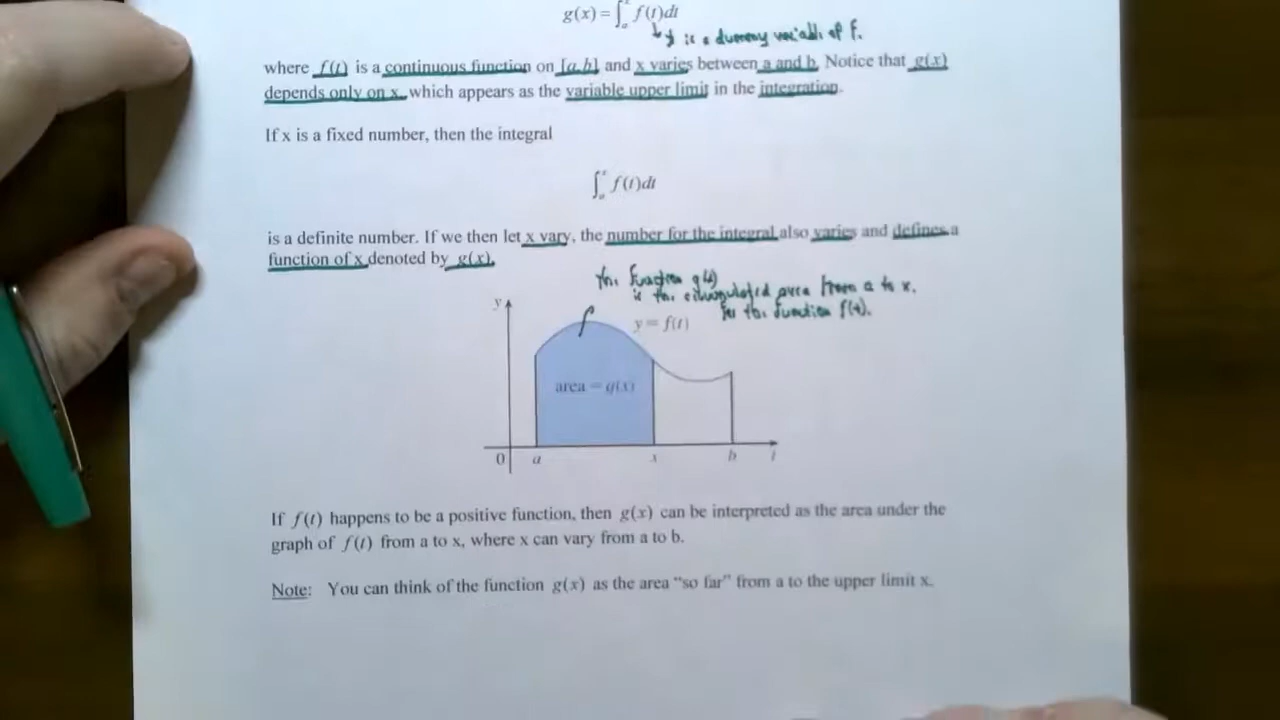 g(x) = ∫ₐˣ f(t)dt
↳ t is a dummy variable of f.
where f(t) is a continuous function on [a,b] and x varies between a and b. Notice that g(x)
depends only on x, which appears as the variable upper limit in the integration.
If x is a fixed number, then the integral
∫ₐˣ f(t)dt
is a definite number. If we then let x vary, the number for the integral also varies and defines a
function of x denoted by g(x).
this function g(x)
is the accumulated area from a to x.
for the function f(t).
y
f
y = f(t)
area = g(x)
0 a x b t
If f(t) happens to be a positive function, then g(x) can be interpreted as the area under the
graph of f(t) from a to x, where x can vary from a to b.
Note: You can think of the function g(x) as the area “so far” from a to the upper limit x.